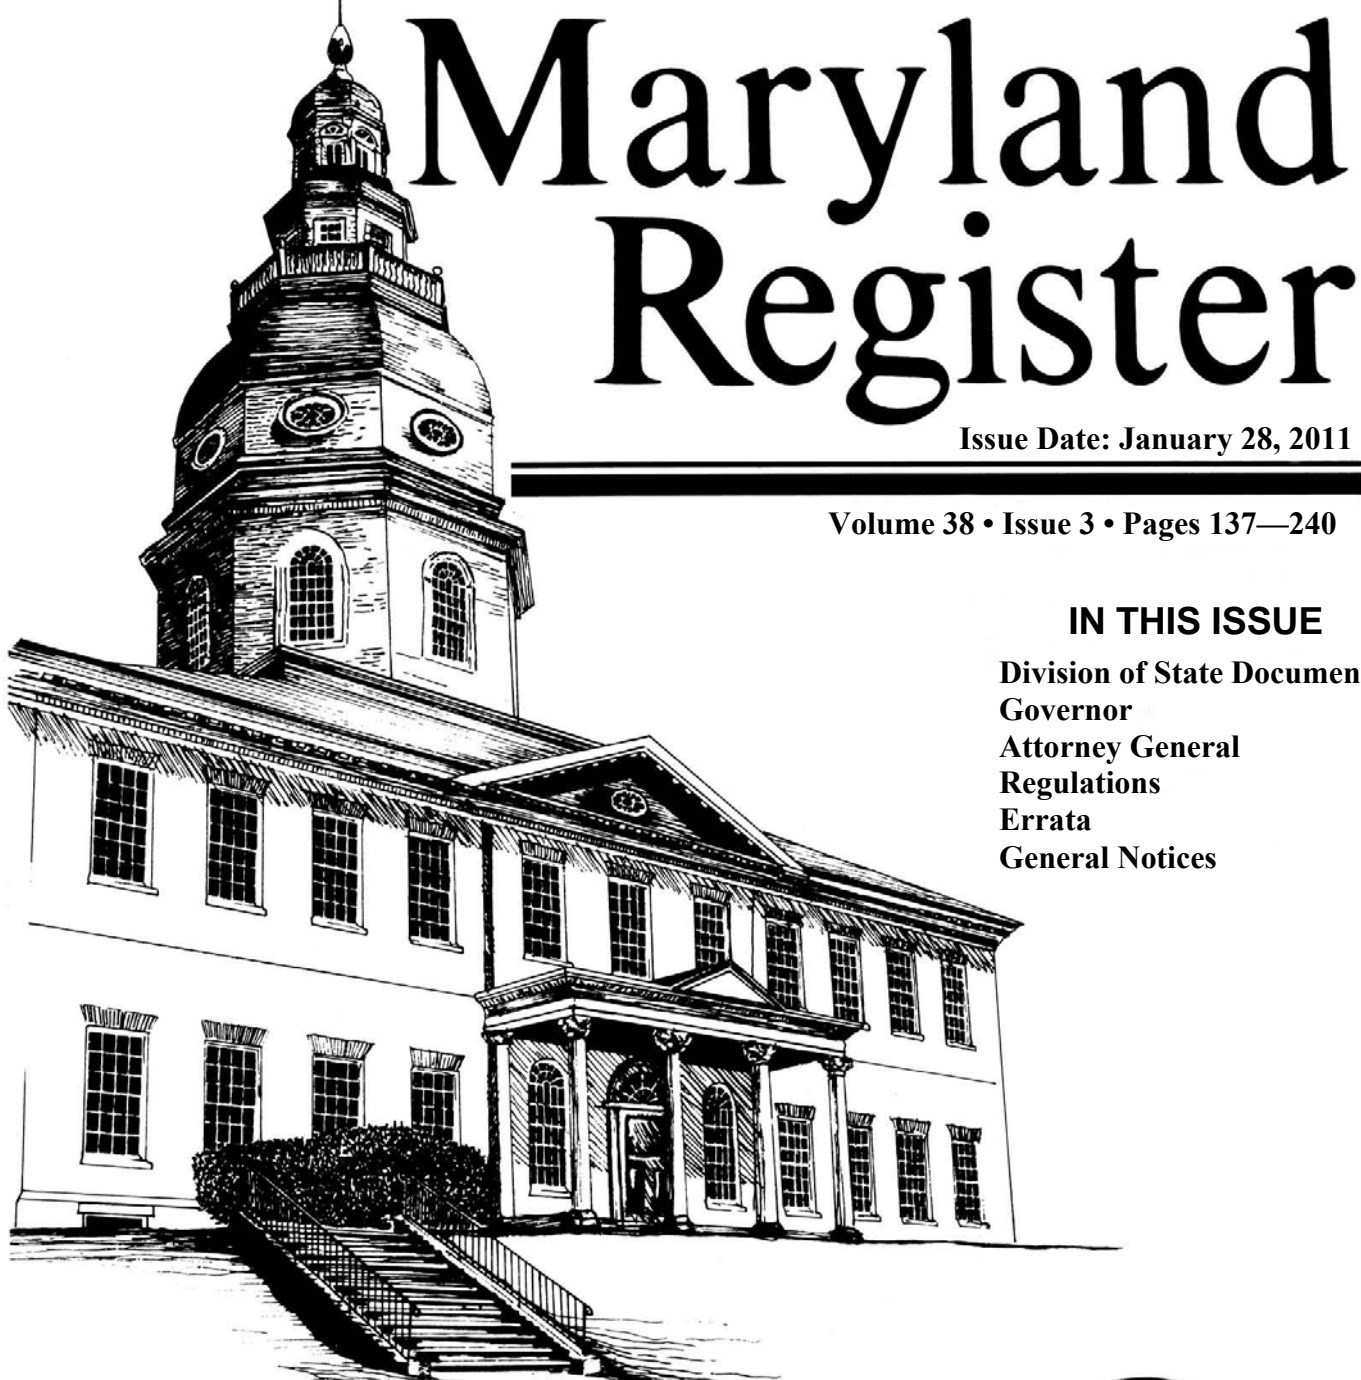 Maryland
Register
Issue Date: January 28, 2011
Volume 38 • Issue 3 • Pages 137—240
IN THIS ISSUE
Division of State Documen
Governor
Attorney General
Regulations
Errata
General Notices